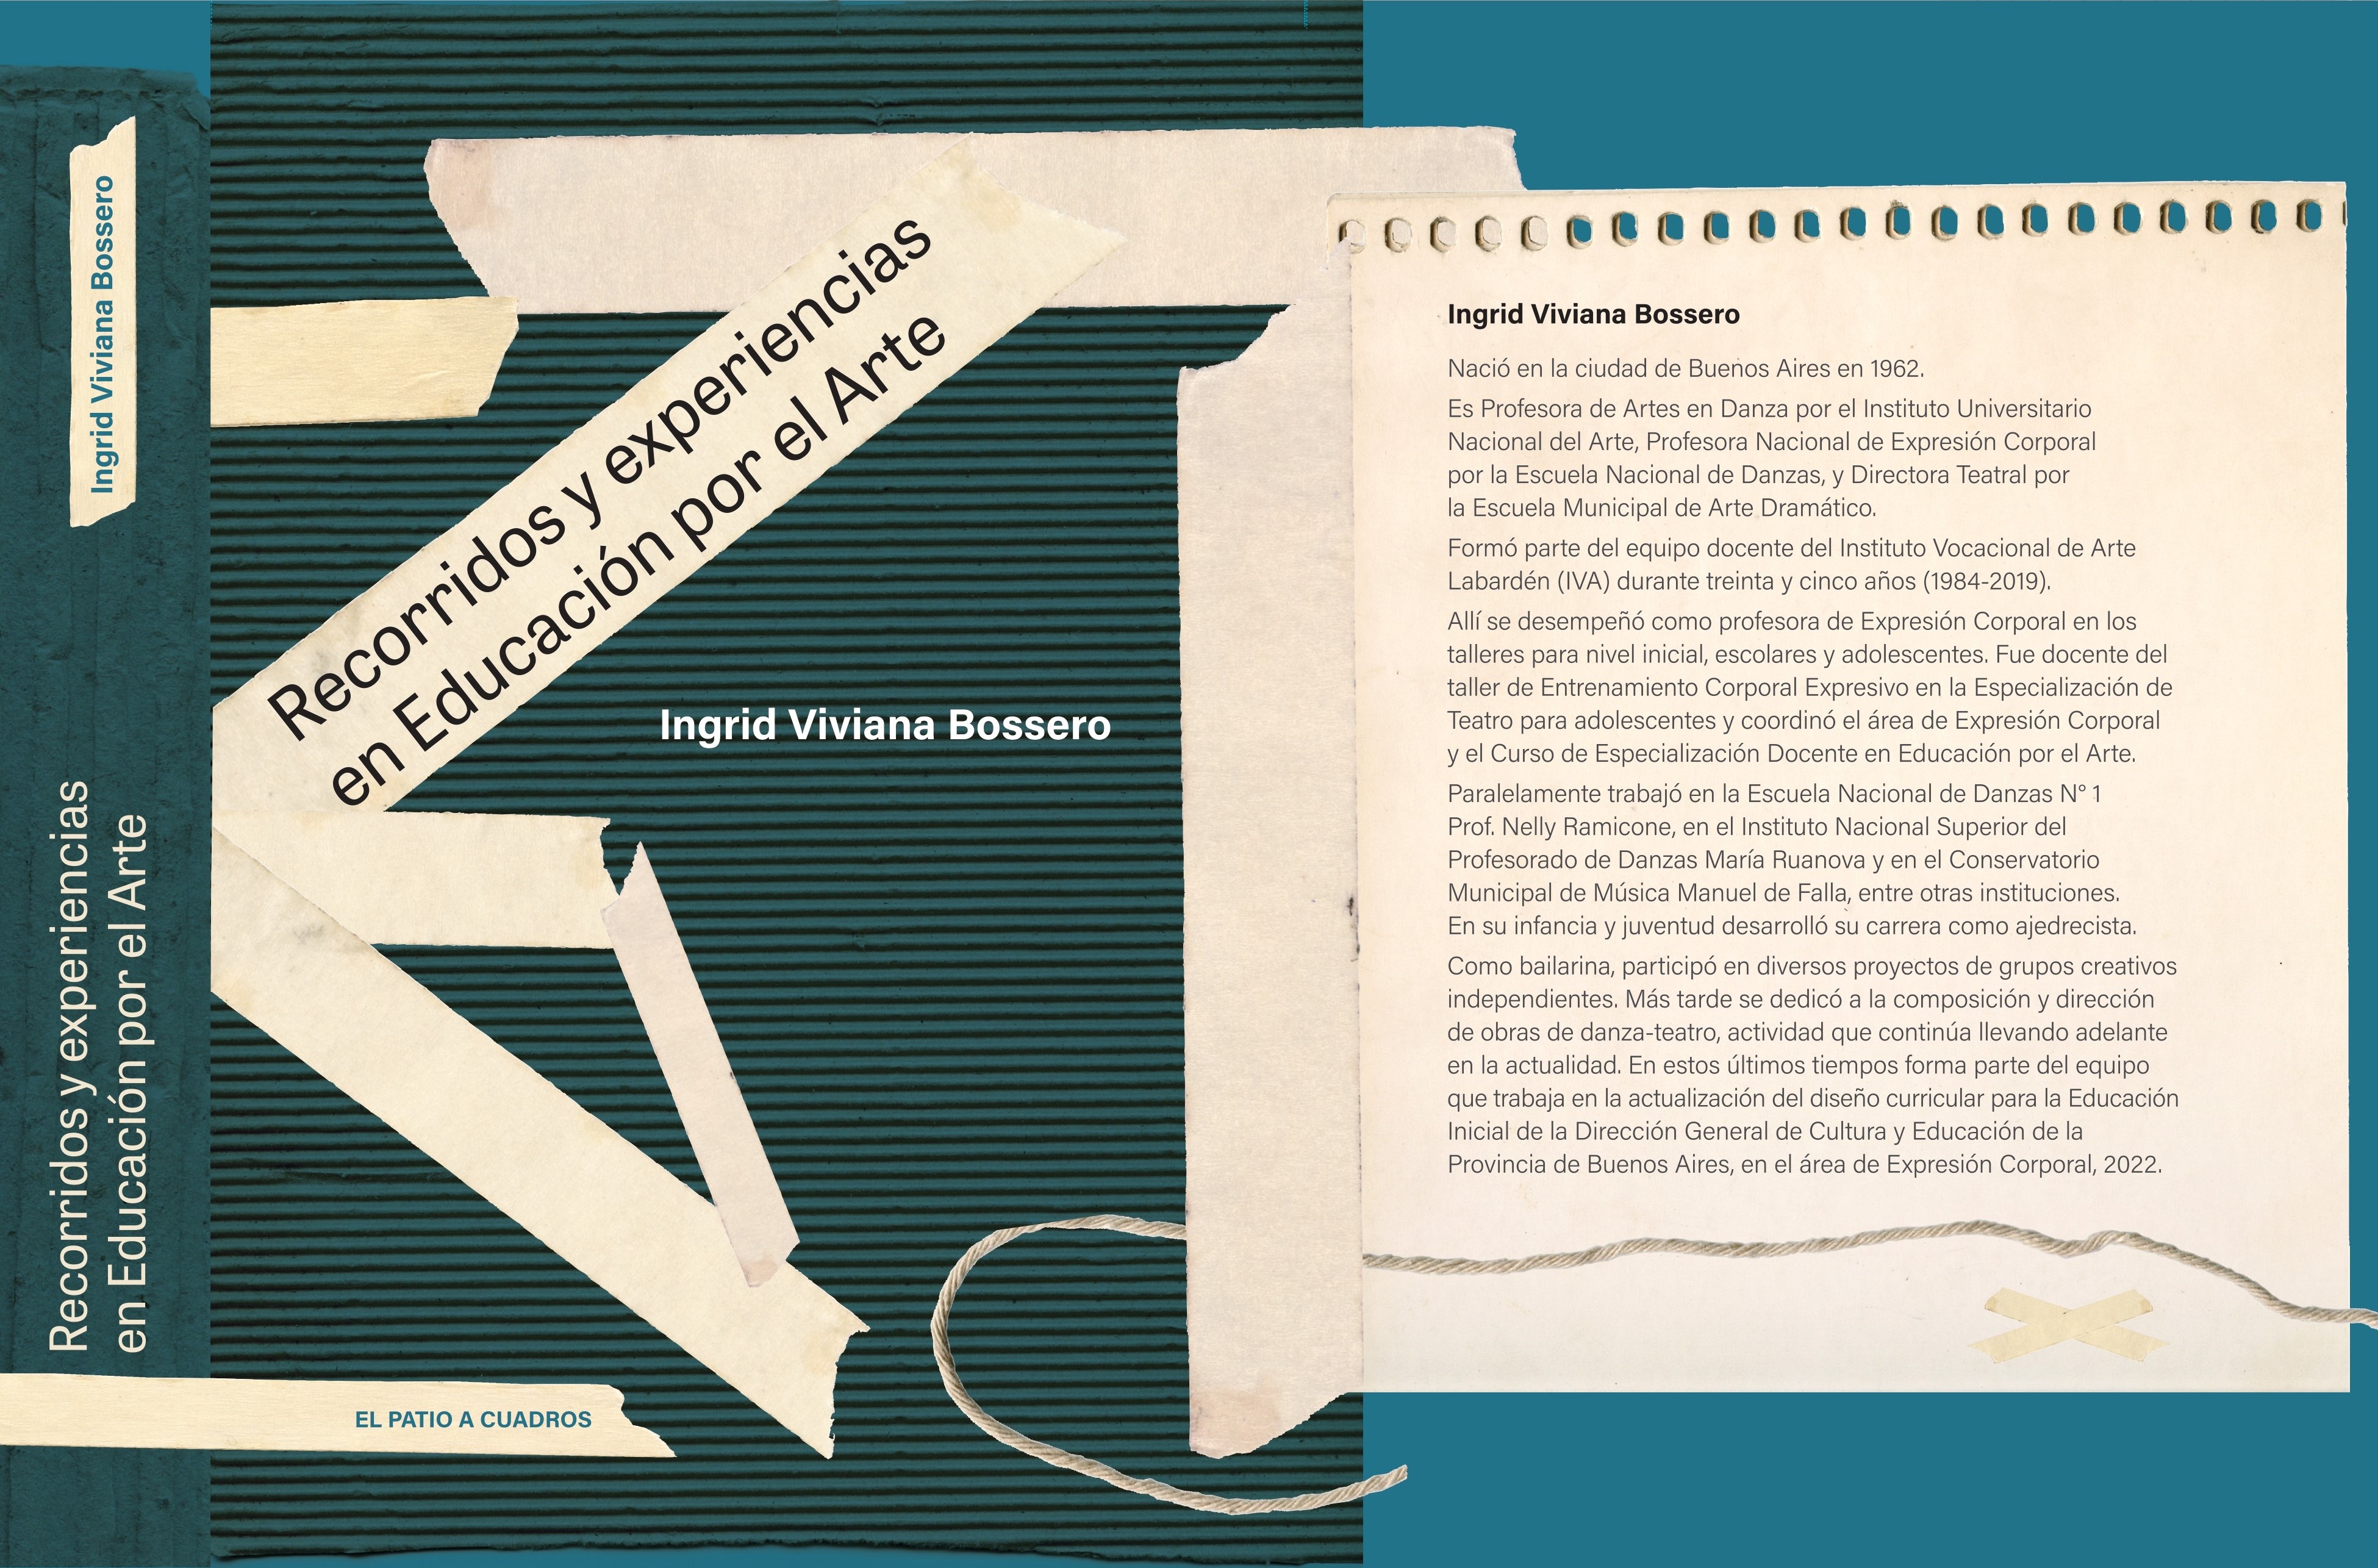 Ingrid Viviana Bossero
Recorridos y experiencias
en Educación por el Arte
Recorridos y experiencias
en Educación por el Arte
Ingrid Viviana Bossero
EL PATIO A CUADROS
Ingrid Viviana Bossero
Nació en la ciudad de Buenos Aires en 1962.
Es Profesora de Artes en Danza por el Instituto Universitario
Nacional del Arte, Profesora Nacional de Expresión Corporal
por la Escuela Nacional de Danzas, y Directora Teatral por
la Escuela Municipal de Arte Dramático.
Formó parte del equipo docente del Instituto Vocacional de Arte
Labardén (IVA) durante treinta y cinco años (1984-2019).
Allí se desempeñó como profesora de Expresión Corporal en los
talleres para nivel inicial, escolares y adolescentes. Fue docente del
taller de Entrenamiento Corporal Expresivo en la Especialización de
Teatro para adolescentes y coordinó el área de Expresión Corporal
y el Curso de Especialización Docente en Educación por el Arte.
Paralelamente trabajó en la Escuela Nacional de Danzas N° 1
Prof. Nelly Ramicone, en el Instituto Nacional Superior del
Profesorado de Danzas María Ruanova y en el Conservatorio
Municipal de Música Manuel de Falla, entre otras instituciones.
En su infancia y juventud desarrolló su carrera como ajedrecista.
Como bailarina, participó en diversos proyectos de grupos creativos
independientes. Más tarde se dedicó a la composición y dirección
de obras de danza-teatro, actividad que continúa llevando adelante
en la actualidad. En estos últimos tiempos forma parte del equipo
que trabaja en la actualización del diseño curricular para la Educación
Inicial de la Dirección General de Cultura y Educación de la
Provincia de Buenos Aires, en el área de Expresión Corporal, 2022.